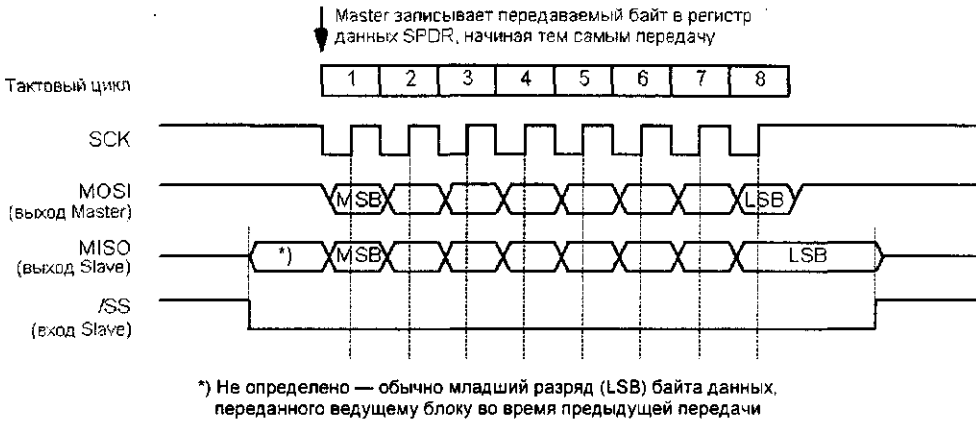 Master записывает передаваемый байт в регистр
данных SPDR, начиная тем самым передачу
Тактовый цикл
1 2 3 4 5 6 7 8
SCK
MOSI
(выход Master)
MSB
LSB
MISO
(выход Slave)
*)
MSB
LSB
/SS
(вход Slave)
*) Не определено — обычно младший разряд (LSB) байта данных,
переданного ведущему блоку во время предыдущей передачи